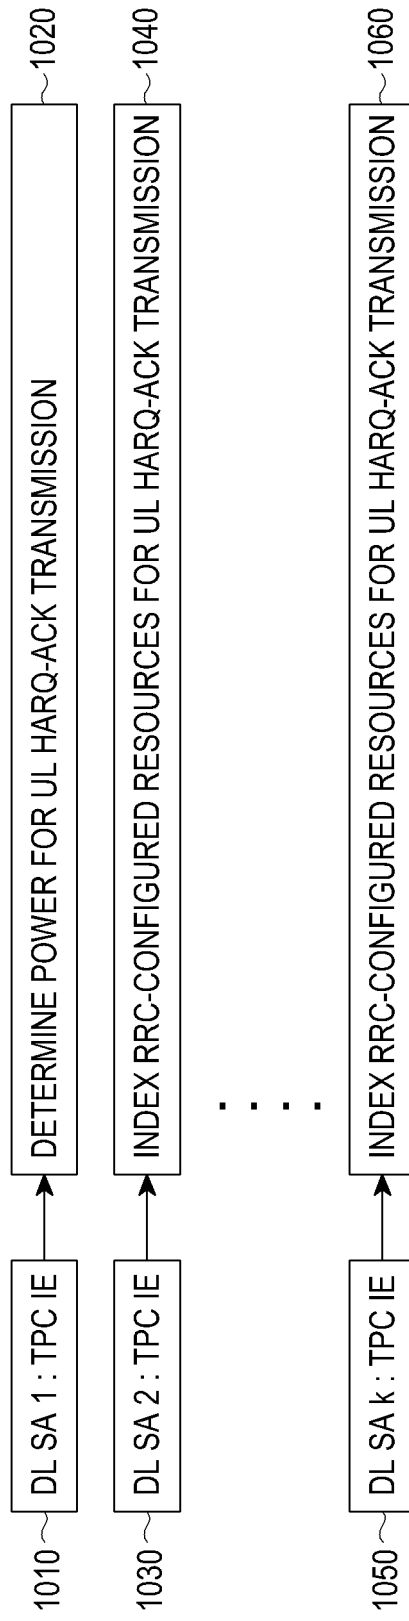 1010 DL SA 1 : TPC IE DETERMINE POWER FOR UL HARQ-ACK TRANSMISSION 1020
1030 DL SA 2 : TPC IE INDEX RRC-CONFIGURED RESOURCES FOR UL HARQ-ACK TRANSMISSION 1040
. . . .
1050 DL SA k : TPC IE INDEX RRC-CONFIGURED RESOURCES FOR UL HARQ-ACK TRANSMISSION 1060